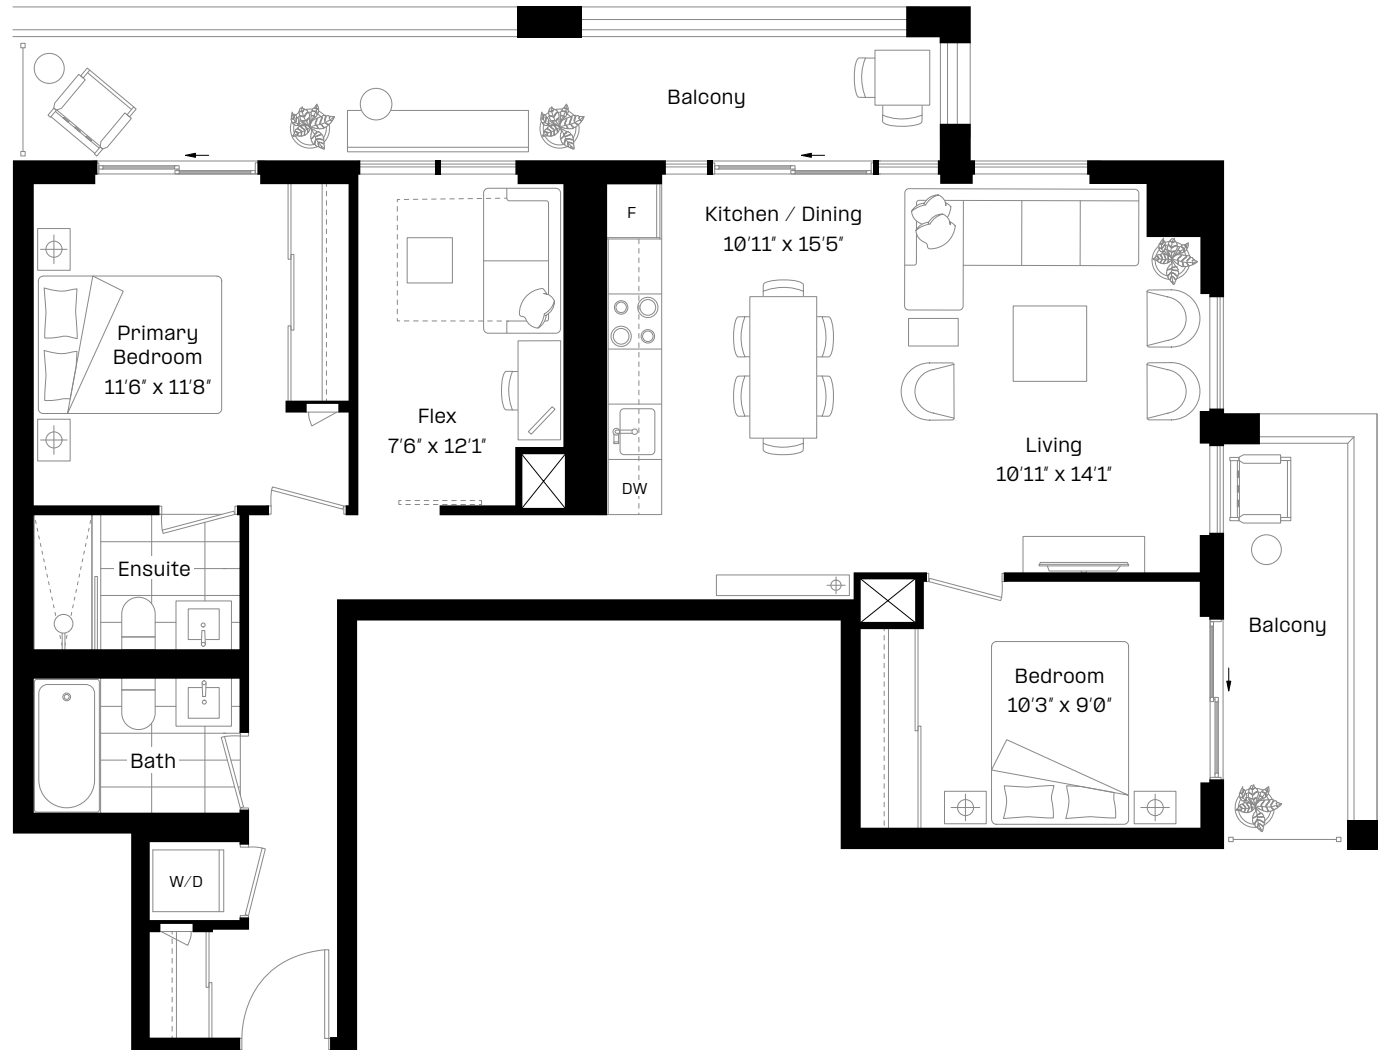 Balcony
F
Kitchen / Dining
10'11" x 15'5"
Primary
Bedroom
11'6" x 11'8"
Flex
7'6" x 12'1"
Living
10'11" x 14'1"
DW
Ensuite
Balcony
Bedroom
10'3" x 9'0"
Bath
W/D